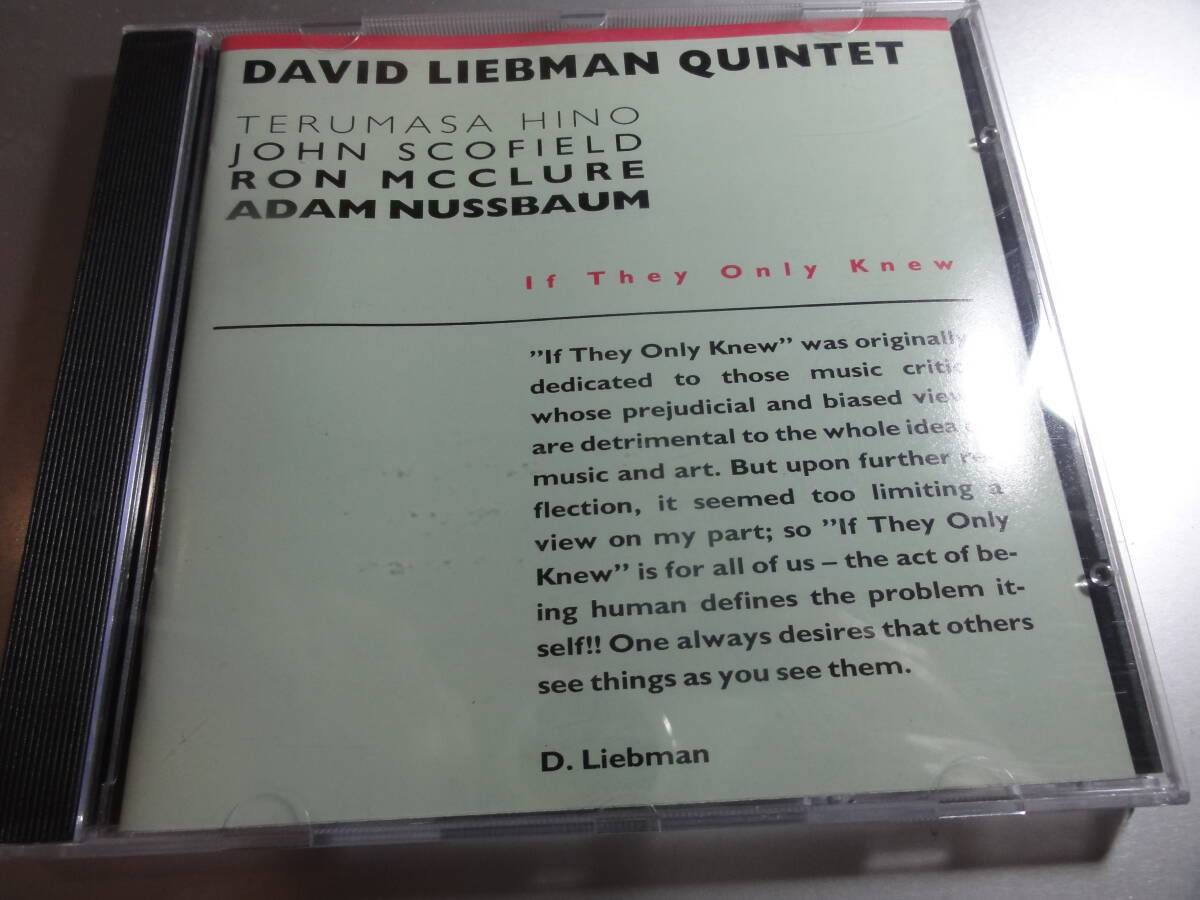 DAVID LIEBMAN QUINTET
TERUMASA HINO
JOHN SCOFIELD
RON MCCLURE
ADAM NUSSBAUM
If They Only Knew
”If They Only Knew” was originally
dedicated to those music
whose prejudicial and biased
are detrimental to the whole idea
music and art. But upon further
flection, it seemed too limiting a
view on my part; so ”If They Only
Knew” is for all of us – the act of be-
ing human defines the problem it-
self!! One always desires that others
see things as you see them.
D. Liebman